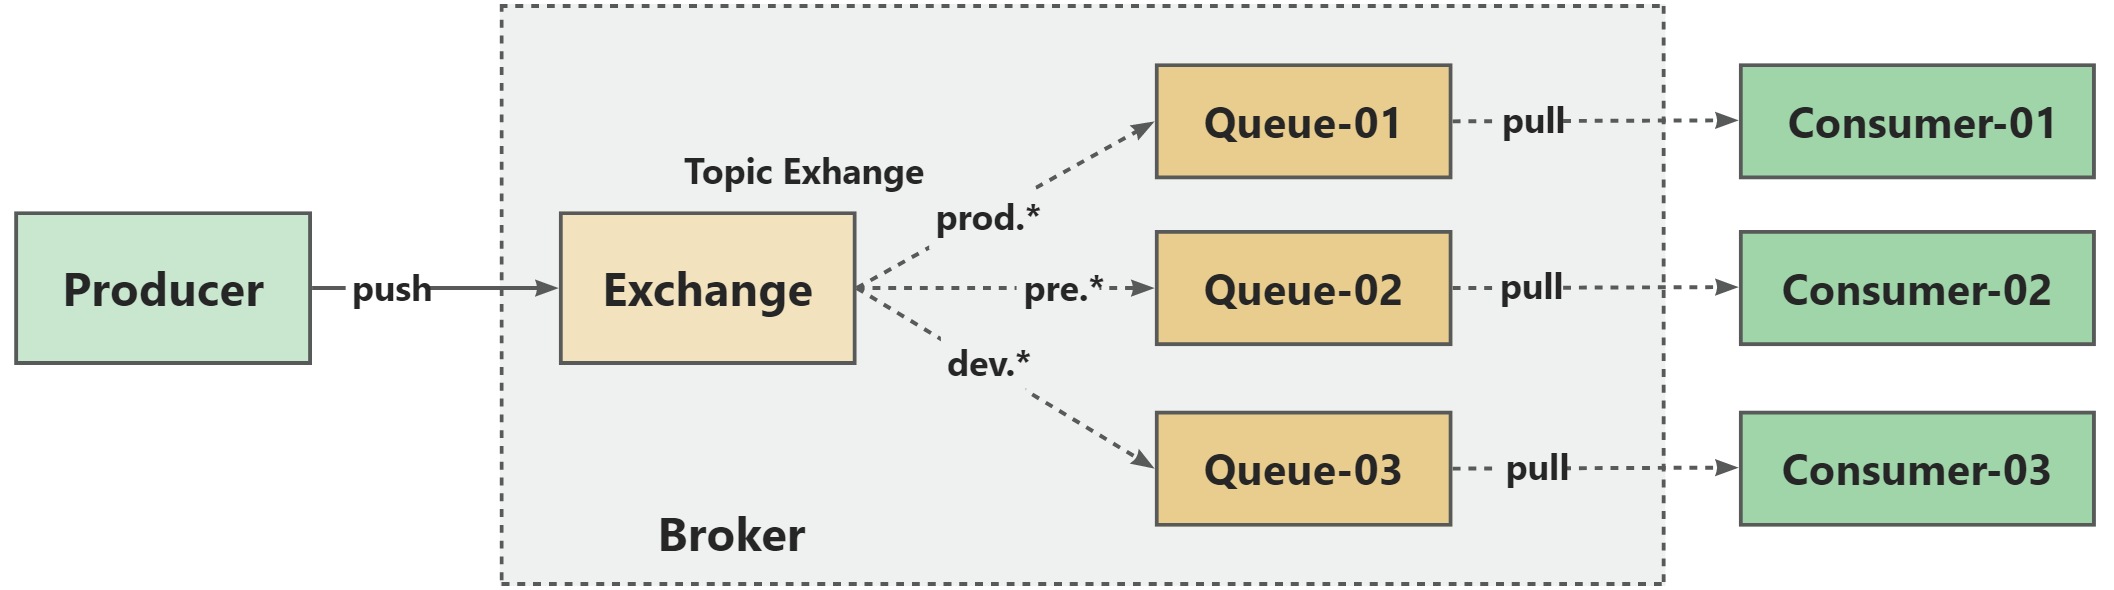 Producer
push
Topic Exhange
Exchange
prod.*
pre.*
dev.*
Queue-01
pull
Consumer-01
Queue-02
pull
Consumer-02
Queue-03
pull
Consumer-03
Broker